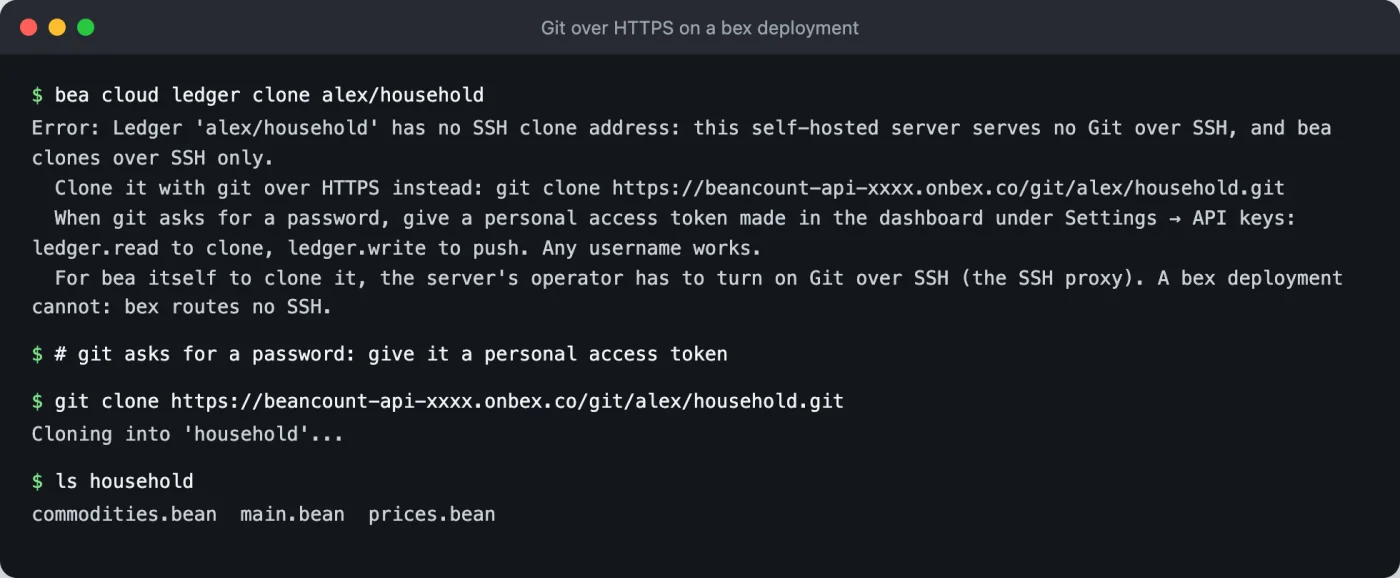 Git over HTTPS on a bex deployment
$ bea cloud ledger clone alex/household
Error: Ledger 'alex/household' has no SSH clone address: this self-hosted server serves no Git over SSH, and bea
clones over SSH only.
  Clone it with git over HTTPS instead: git clone https://beancount-api-xxxx.onbex.co/git/alex/household.git
  When git asks for a password, give a personal access token made in the dashboard under Settings → API keys:
ledger.read to clone, ledger.write to push. Any username works.
  For bea itself to clone it, the server's operator has to turn on Git over SSH (the SSH proxy). A bex deployment
cannot: bex routes no SSH.
$ # git asks for a password: give it a personal access token
$ git clone https://beancount-api-xxxx.onbex.co/git/alex/household.git
Cloning into 'household'...
$ ls household
commodities.bean  main.bean  prices.bean